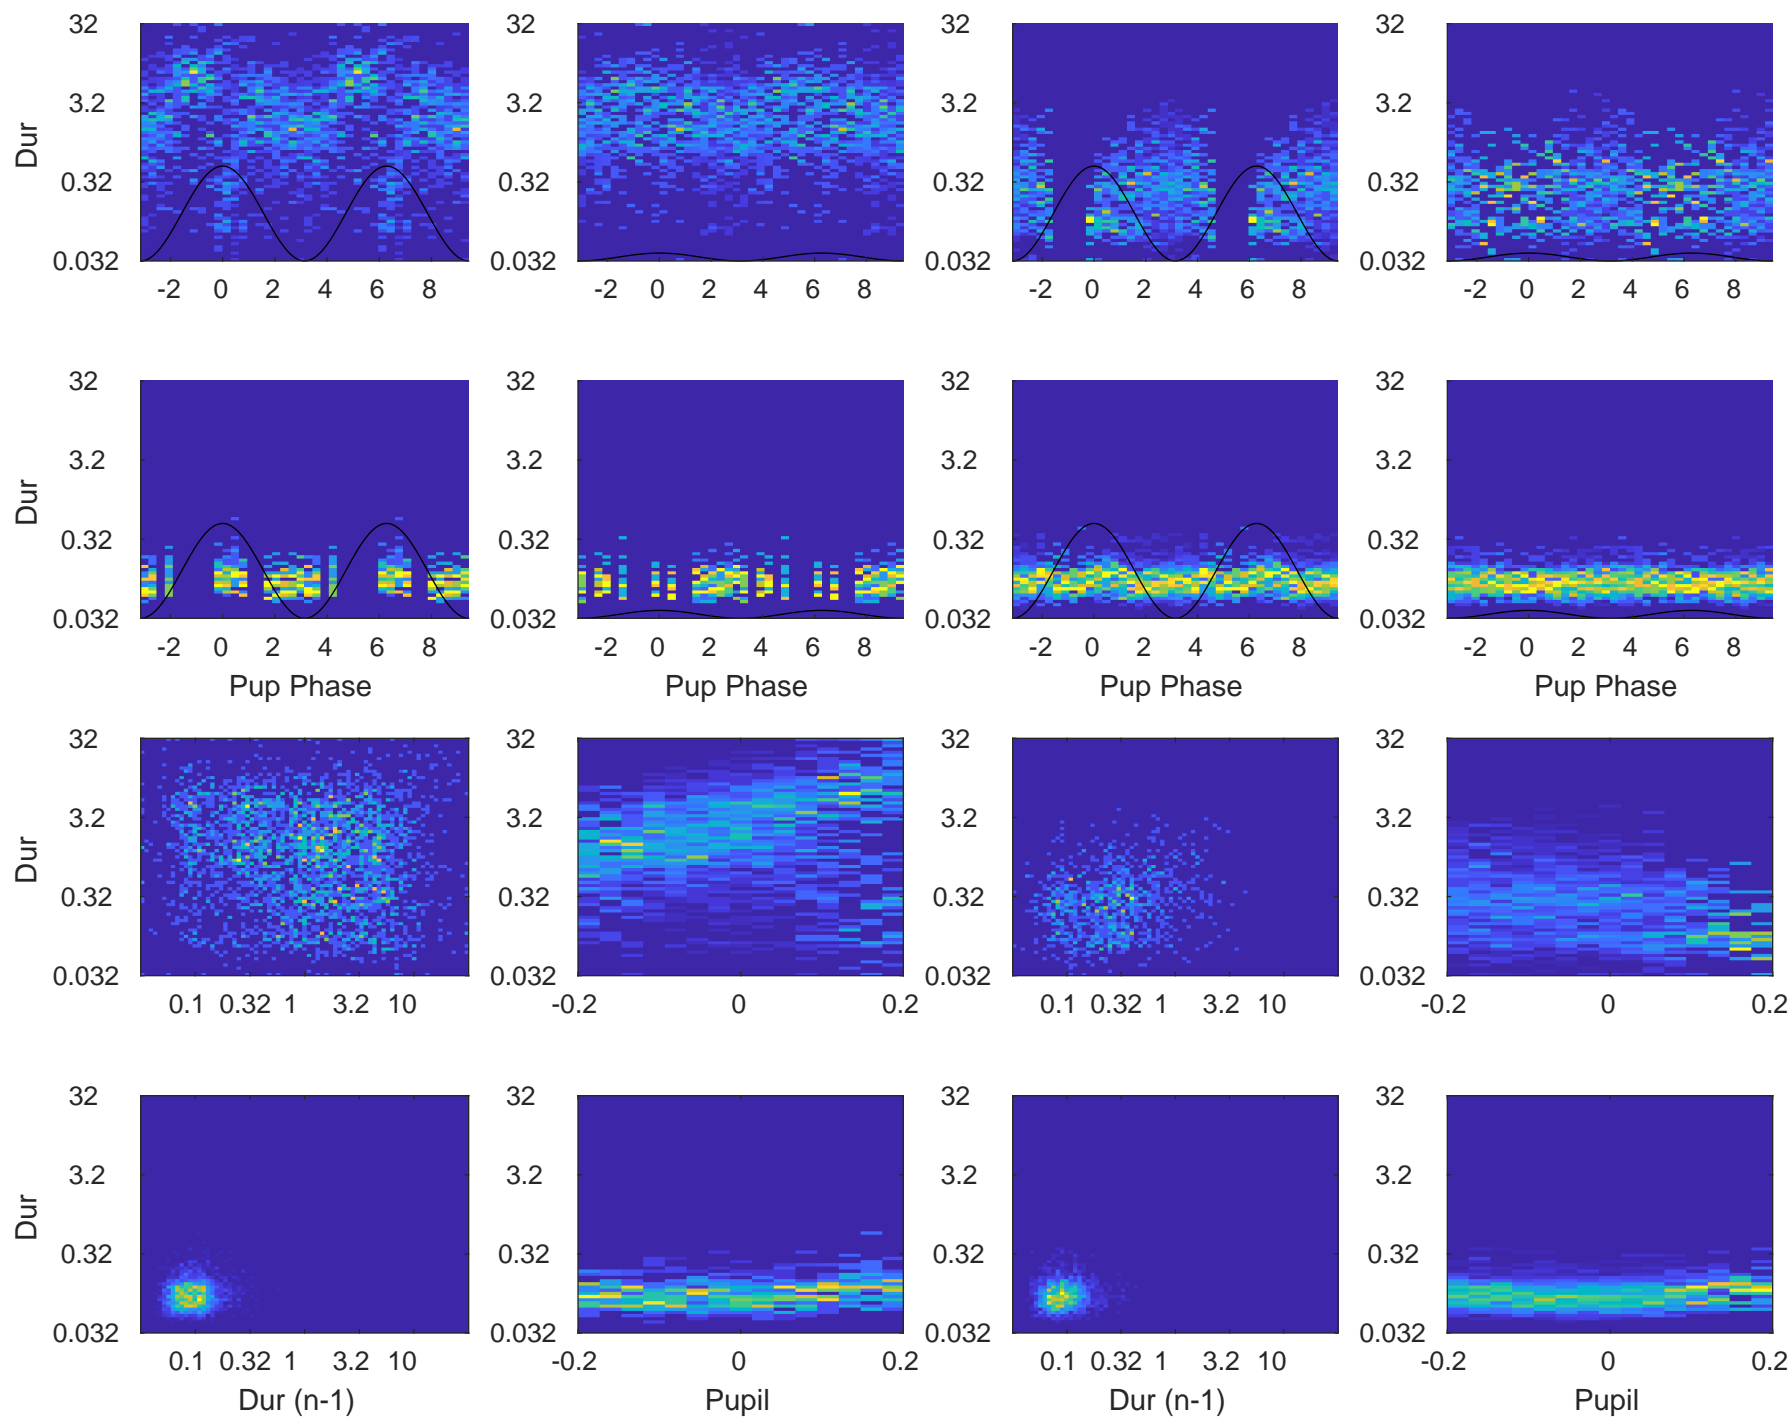 32 32 32 32
Dur 3.2 3.2 3.2 3.2
0.32 0.32 0.32 0.32
0.032 0.032 0.032 0.032
-2 0 2 4 6 8 -2 0 2 4 6 8 -2 0 2 4 6 8 -2 0 2 4 6 8
32 32 32 32
Dur 3.2 3.2 3.2 3.2
0.32 0.32 0.32 0.32
0.032 0.032 0.032 0.032
-2 0 2 4 6 8 -2 0 2 4 6 8 -2 0 2 4 6 8 -2 0 2 4 6 8
Pup Phase Pup Phase Pup Phase Pup Phase
32 32 32 32
Dur 3.2 3.2 3.2 3.2
0.32 0.32 0.32 0.32
0.032 0.032 0.032 0.032
0.1 0.32 1 3.2 10 -0.2 0 0.2 0.1 0.32 1 3.2 10 -0.2 0 0.2
32 32 32 32
Dur 3.2 3.2 3.2 3.2
0.32 0.32 0.32 0.32
0.032 0.032 0.032 0.032
0.1 0.32 1 3.2 10 -0.2 0 0.2 0.1 0.32 1 3.2 10 -0.2 0 0.2
Dur (n-1) Pupil Dur (n-1) Pupil